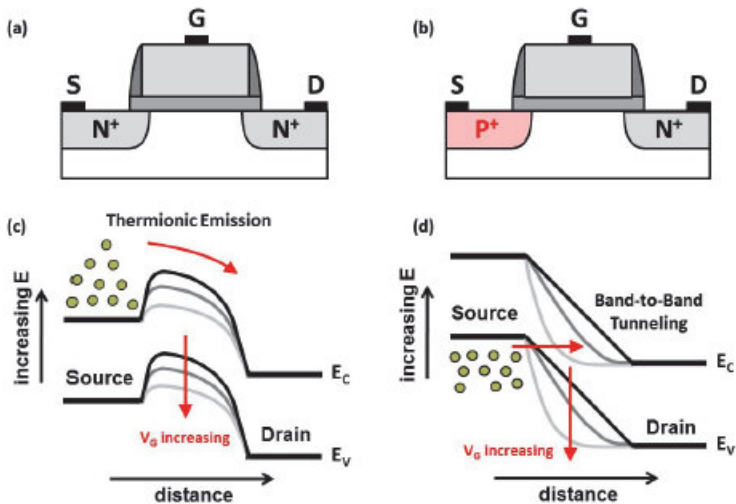 (a)
G
S
D
N+
N+
(b)
G
S
D
P+
N+
(c)
Thermionic Emission
increasing E
Source
EC
VG increasing
Drain
EV
distance
(d)
increasing E
Source
Band-to-Band
Tunneling
EC
VG increasing
Drain
EV
distance